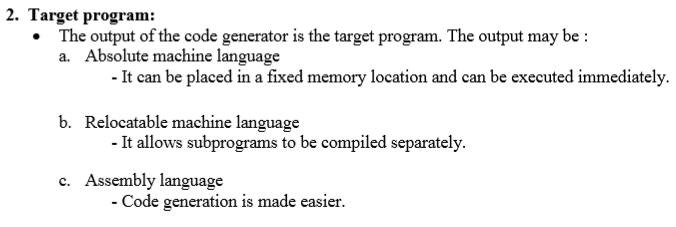 2. Target program:
• The output of the code generator is the target program. The output may be :
a. Absolute machine language
- It can be placed in a fixed memory location and can be executed immediately.
b. Relocatable machine language
- It allows subprograms to be compiled separately.
c. Assembly language
- Code generation is made easier.